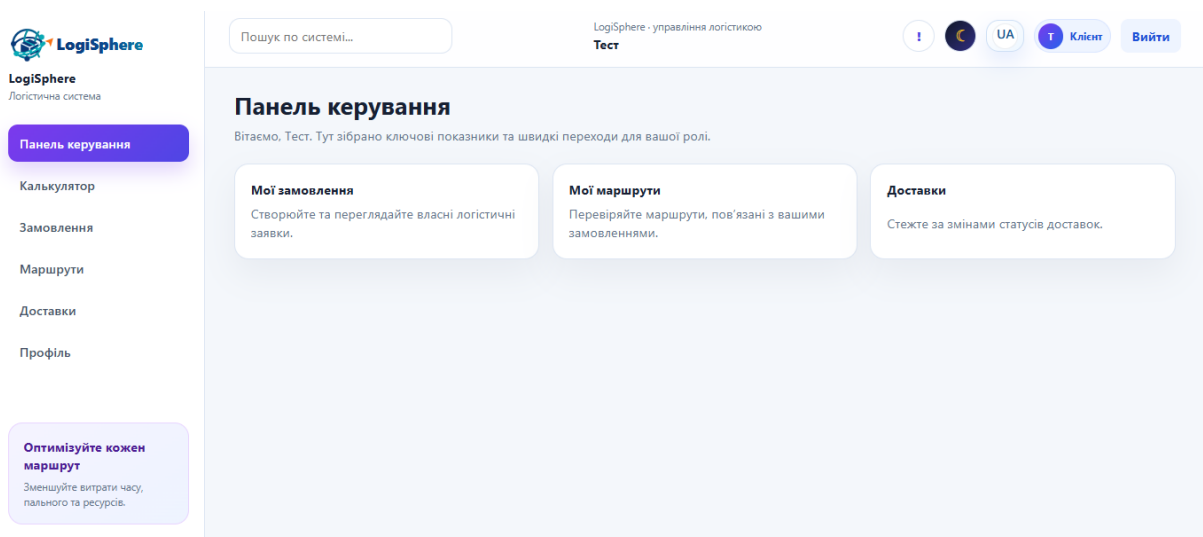 LogiSphere
LogiSphere
Логістична система
Панель керування
Калькулятор
Замовлення
Маршрути
Доставки
Профіль
Оптимізуйте кожен
маршрут
Зменшуйте витрати часу,
пального та ресурсів.
Пошук по системі...
LogiSphere - управління логістикою
Тест
!
UA
Т
Клієнт
Вийти
Панель керування
Вітаємо, Тест. Тут зібрано ключові показники та швидкі переходи для вашої ролі.
Мої замовлення
Створюйте та переглядайте власні логістичні
заявки.
Мої маршрути
Перевіряйте маршрути, пов'язані з вашими
замовленнями.
Доставки
Стежте за змінами статусів доставок.